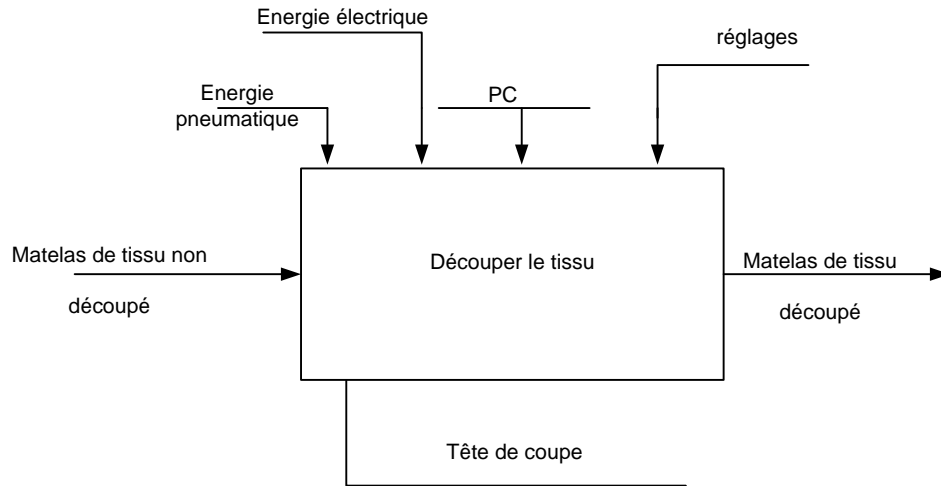 Energie électrique
réglages
Energie
pneumatique
PC
Matelas de tissu non
découpé
Découper le tissu
Matelas de tissu
découpé
Tête de coupe